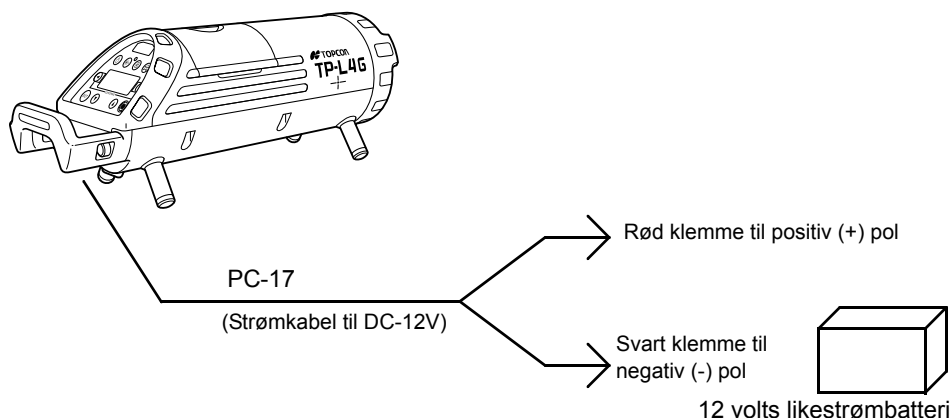 TOPCON
TP-L4G
Rød klemme til positiv (+) pol
PC-17
(Strømkabel til DC-12V)
Svart klemme til
negativ (-) pol
12 volts likestrømbatteri